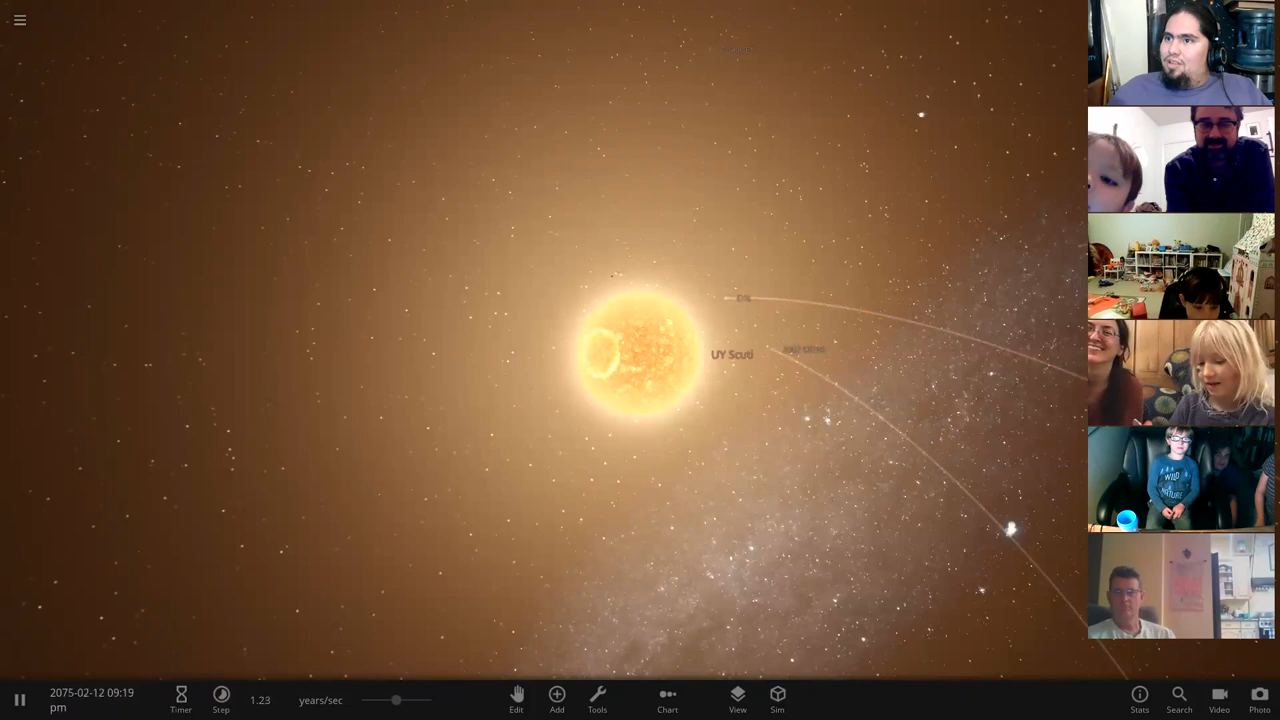 UY Scuti
2075-02-12 09:19
pm
Timer
Step
1.23
years/sec
Edit
Add
Tools
Chart
View
Sim
Stats
Search
Video
Photo
WILD
NATURE